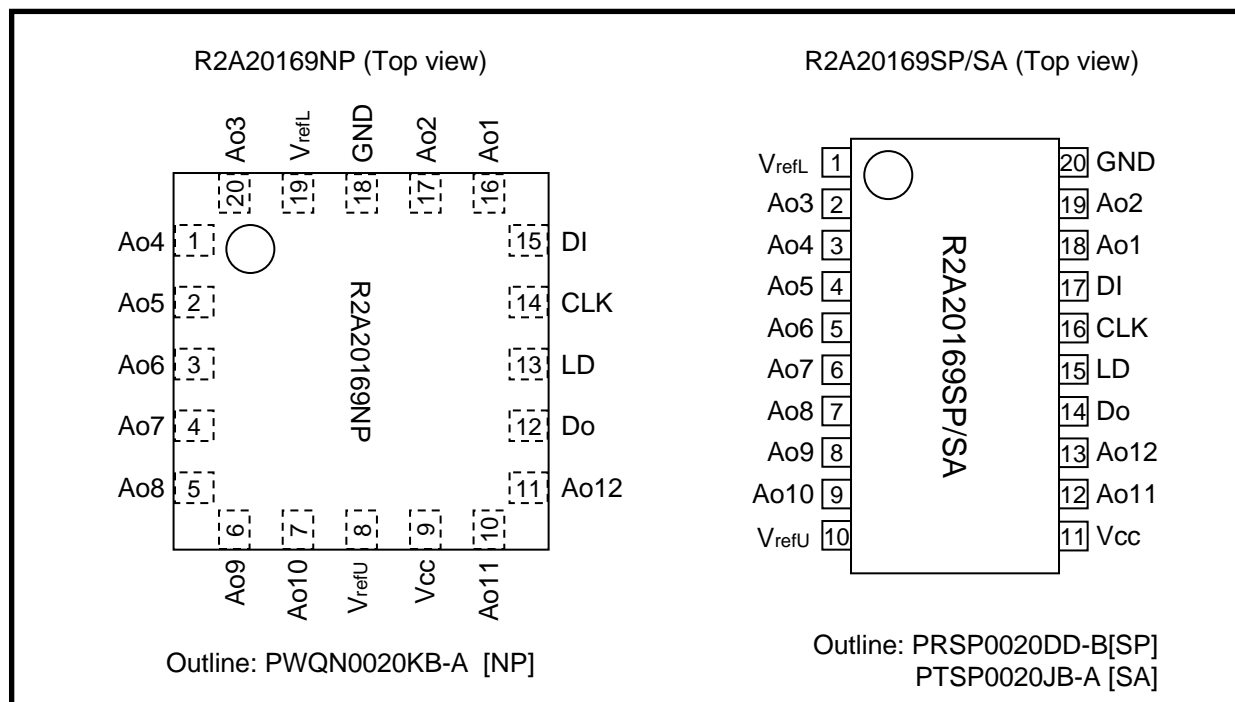 R2A20169NP (Top view)
Ao3 VrefL GND Ao2 Ao1
20 19 18 17 16
Ao4 1
Ao5 2
Ao6 3
Ao7 4
Ao8 5
15 DI
14 CLK
13 LD
12 Do
11 Ao12
R2A20169NP
6 7 8 9 10
Ao9 Ao10 VrefU Vcc Ao11
Outline: PWQN0020KB-A [NP]
R2A20169SP/SA (Top view)
VrefL 1
Ao3 2
Ao4 3
Ao5 4
Ao6 5
Ao7 6
Ao8 7
Ao9 8
Ao10 9
VrefU 10
R2A20169SP/SA
20 GND
19 Ao2
18 Ao1
17 DI
16 CLK
15 LD
14 Do
13 Ao12
12 Ao11
11 Vcc
Outline: PRSP0020DD-B[SP]
PTSP0020JB-A [SA]